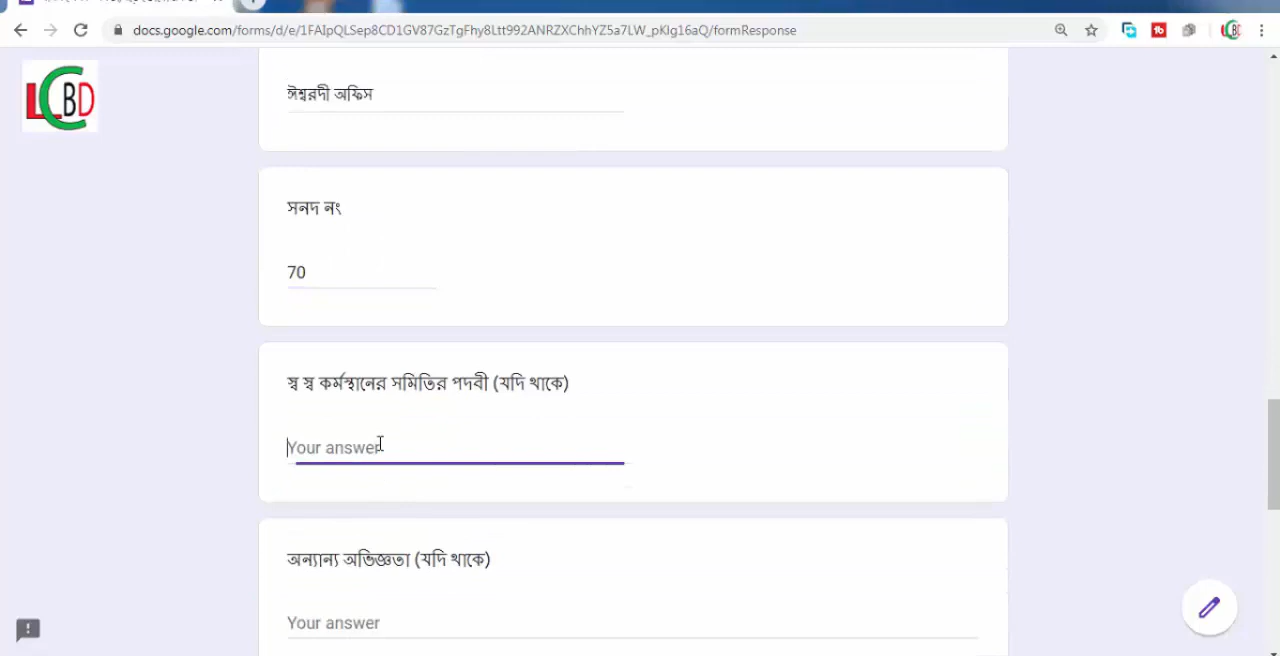 docs.google.com/forms/d/e/1FAIpQLSep8CD1GV87GzTgFhy8Ltt992ANRZXChhYZ5a7LW_pKlg16aQ/formResponse
LCBD
ঈশ্বরদী অফিস
সনদ নং
70
স্ব স্ব কর্মস্থানের সমিতির পদবী (যদি থাকে)
Your answer
অন্যান্য অভিজ্ঞতা (যদি থাকে)
Your answer